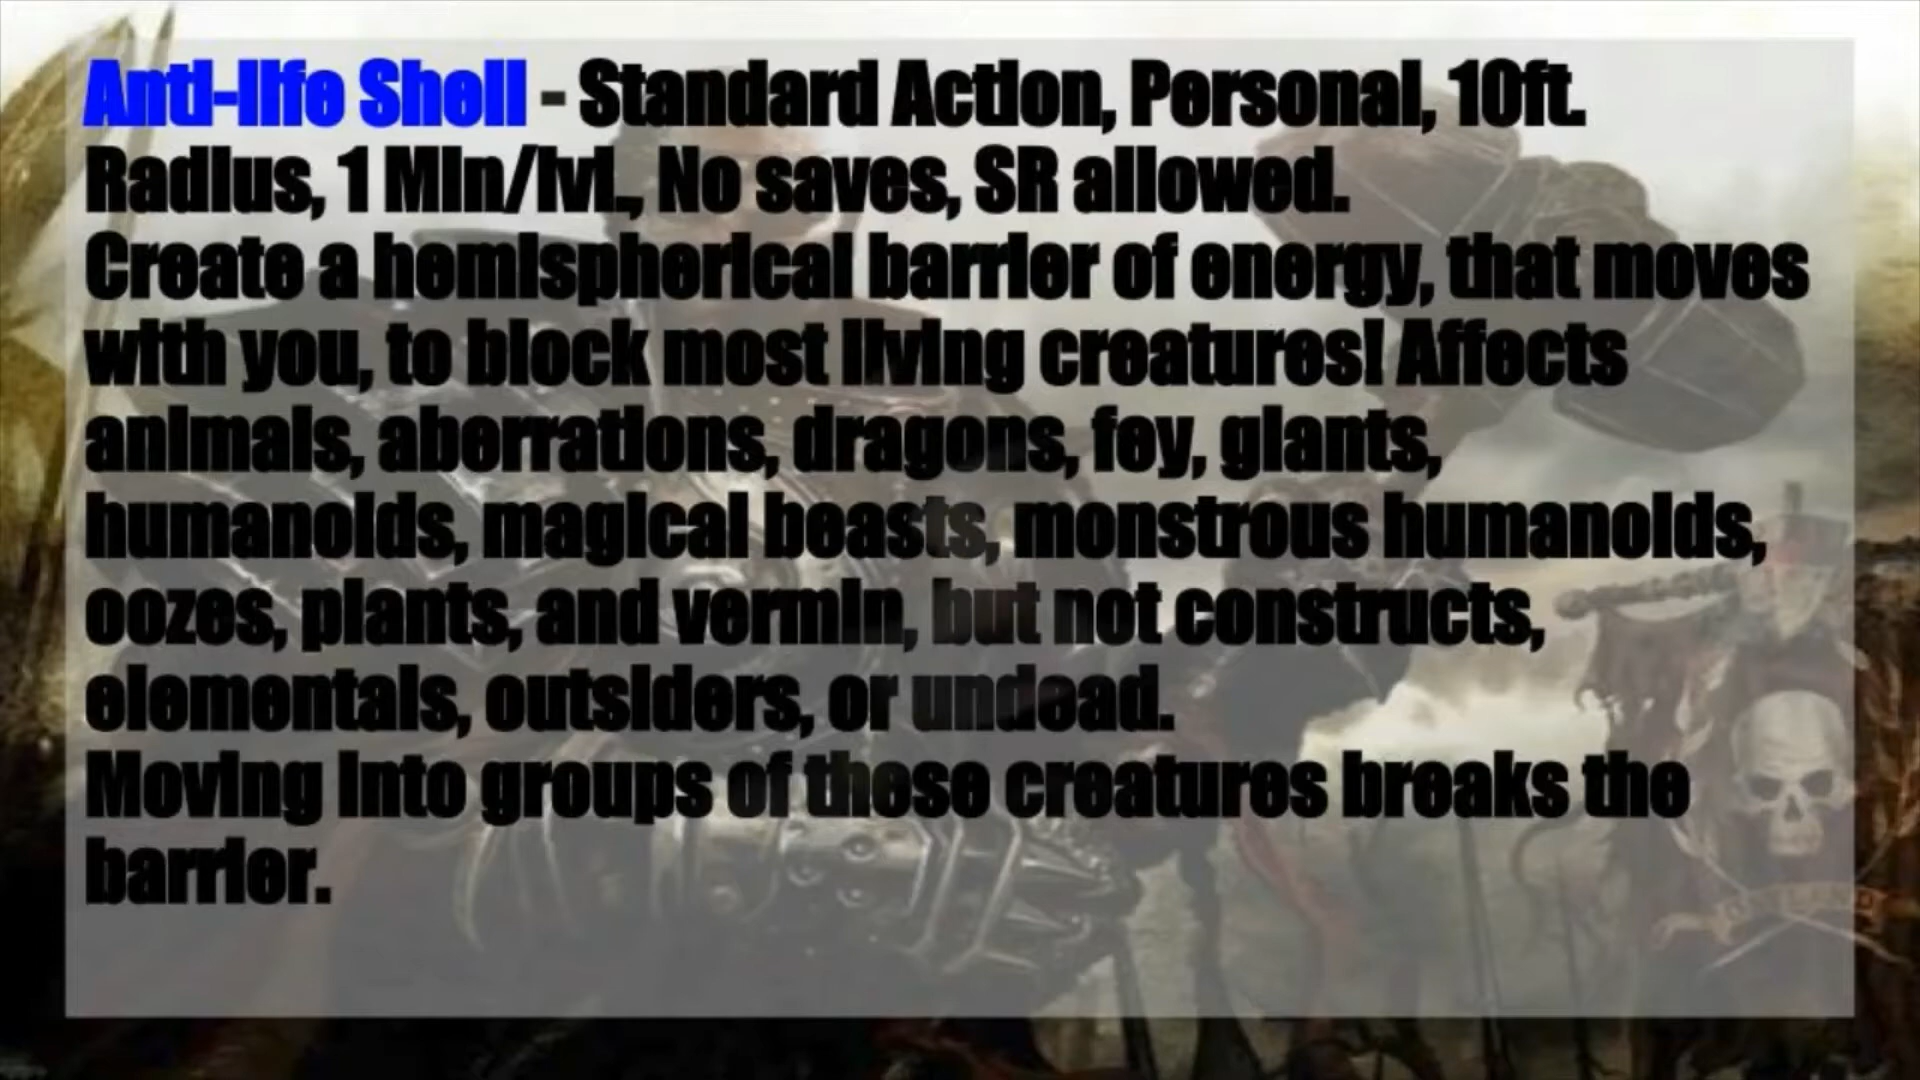 Anti-life Shell - Standard Action, Personal, 10ft.
Radius, 1 Min/lvl., No saves, SR allowed.
Create a hemispherical barrier of energy, that moves
with you, to block most living creatures! Affects
animals, aberrations, dragons, fey, giants,
humanoids, magical beasts, monstrous humanoids,
oozes, plants, and vermin, but not constructs,
elementals, outsiders, or undead.
Moving into groups of these creatures breaks the
barrier.